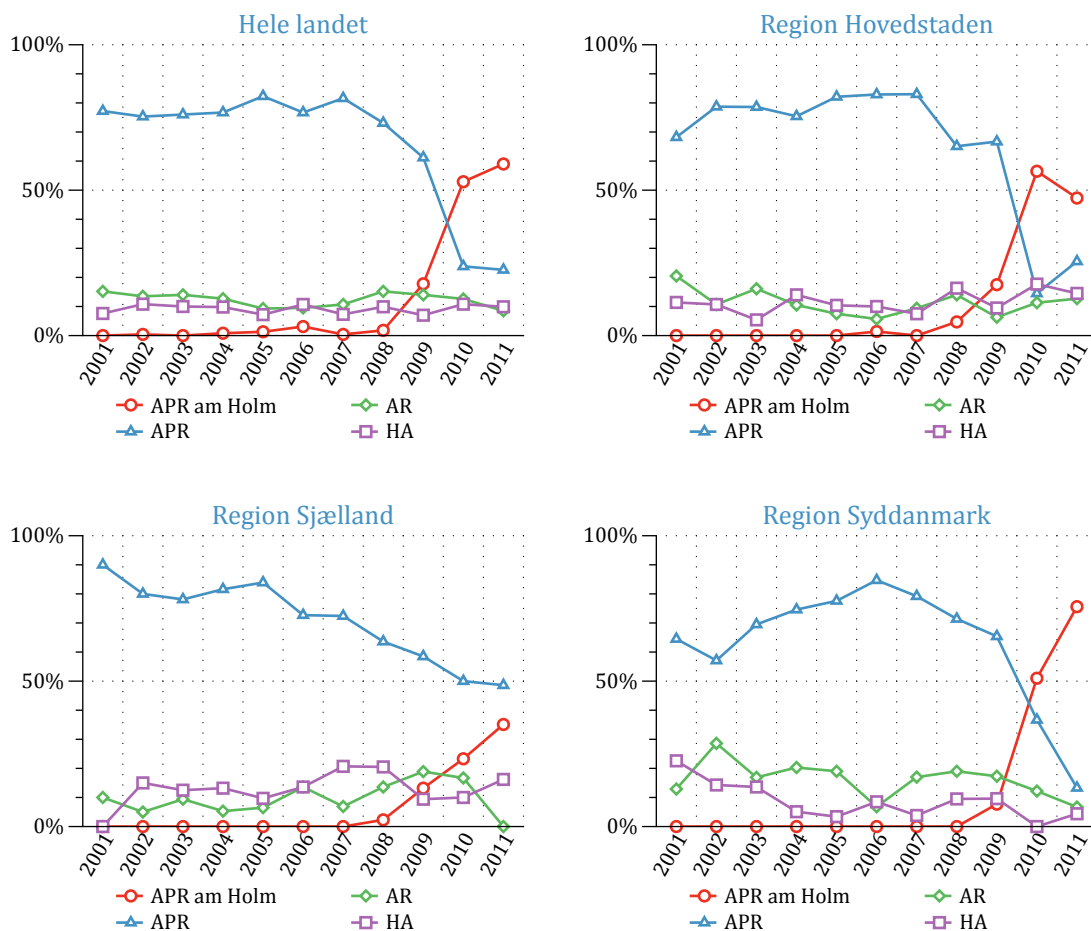 Hele landet
100%
50%
0%
2001 2002 2003 2004 2005 2006 2007 2008 2009 2010 2011
APR am Holm AR
APR HA
Region Hovedstaden
100%
50%
0%
2001 2002 2003 2004 2005 2006 2007 2008 2009 2010 2011
APR am Holm AR
APR HA
Region Sjælland
100%
50%
0%
2001 2002 2003 2004 2005 2006 2007 2008 2009 2010 2011
APR am Holm AR
APR HA
Region Syddanmark
100%
50%
0%
2001 2002 2003 2004 2005 2006 2007 2008 2009 2010 2011
APR am Holm AR
APR HA